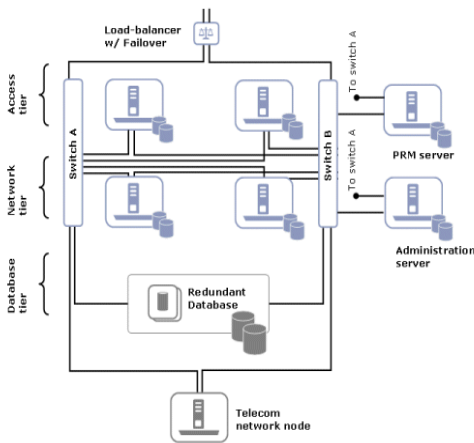 Load-balancer
w/ Failover
Access
tier
Switch A
Switch B
To switch A
PRM server
Network
tier
To switch A
Administration
server
Database
tier
Redundant
Database
Telecom
network node